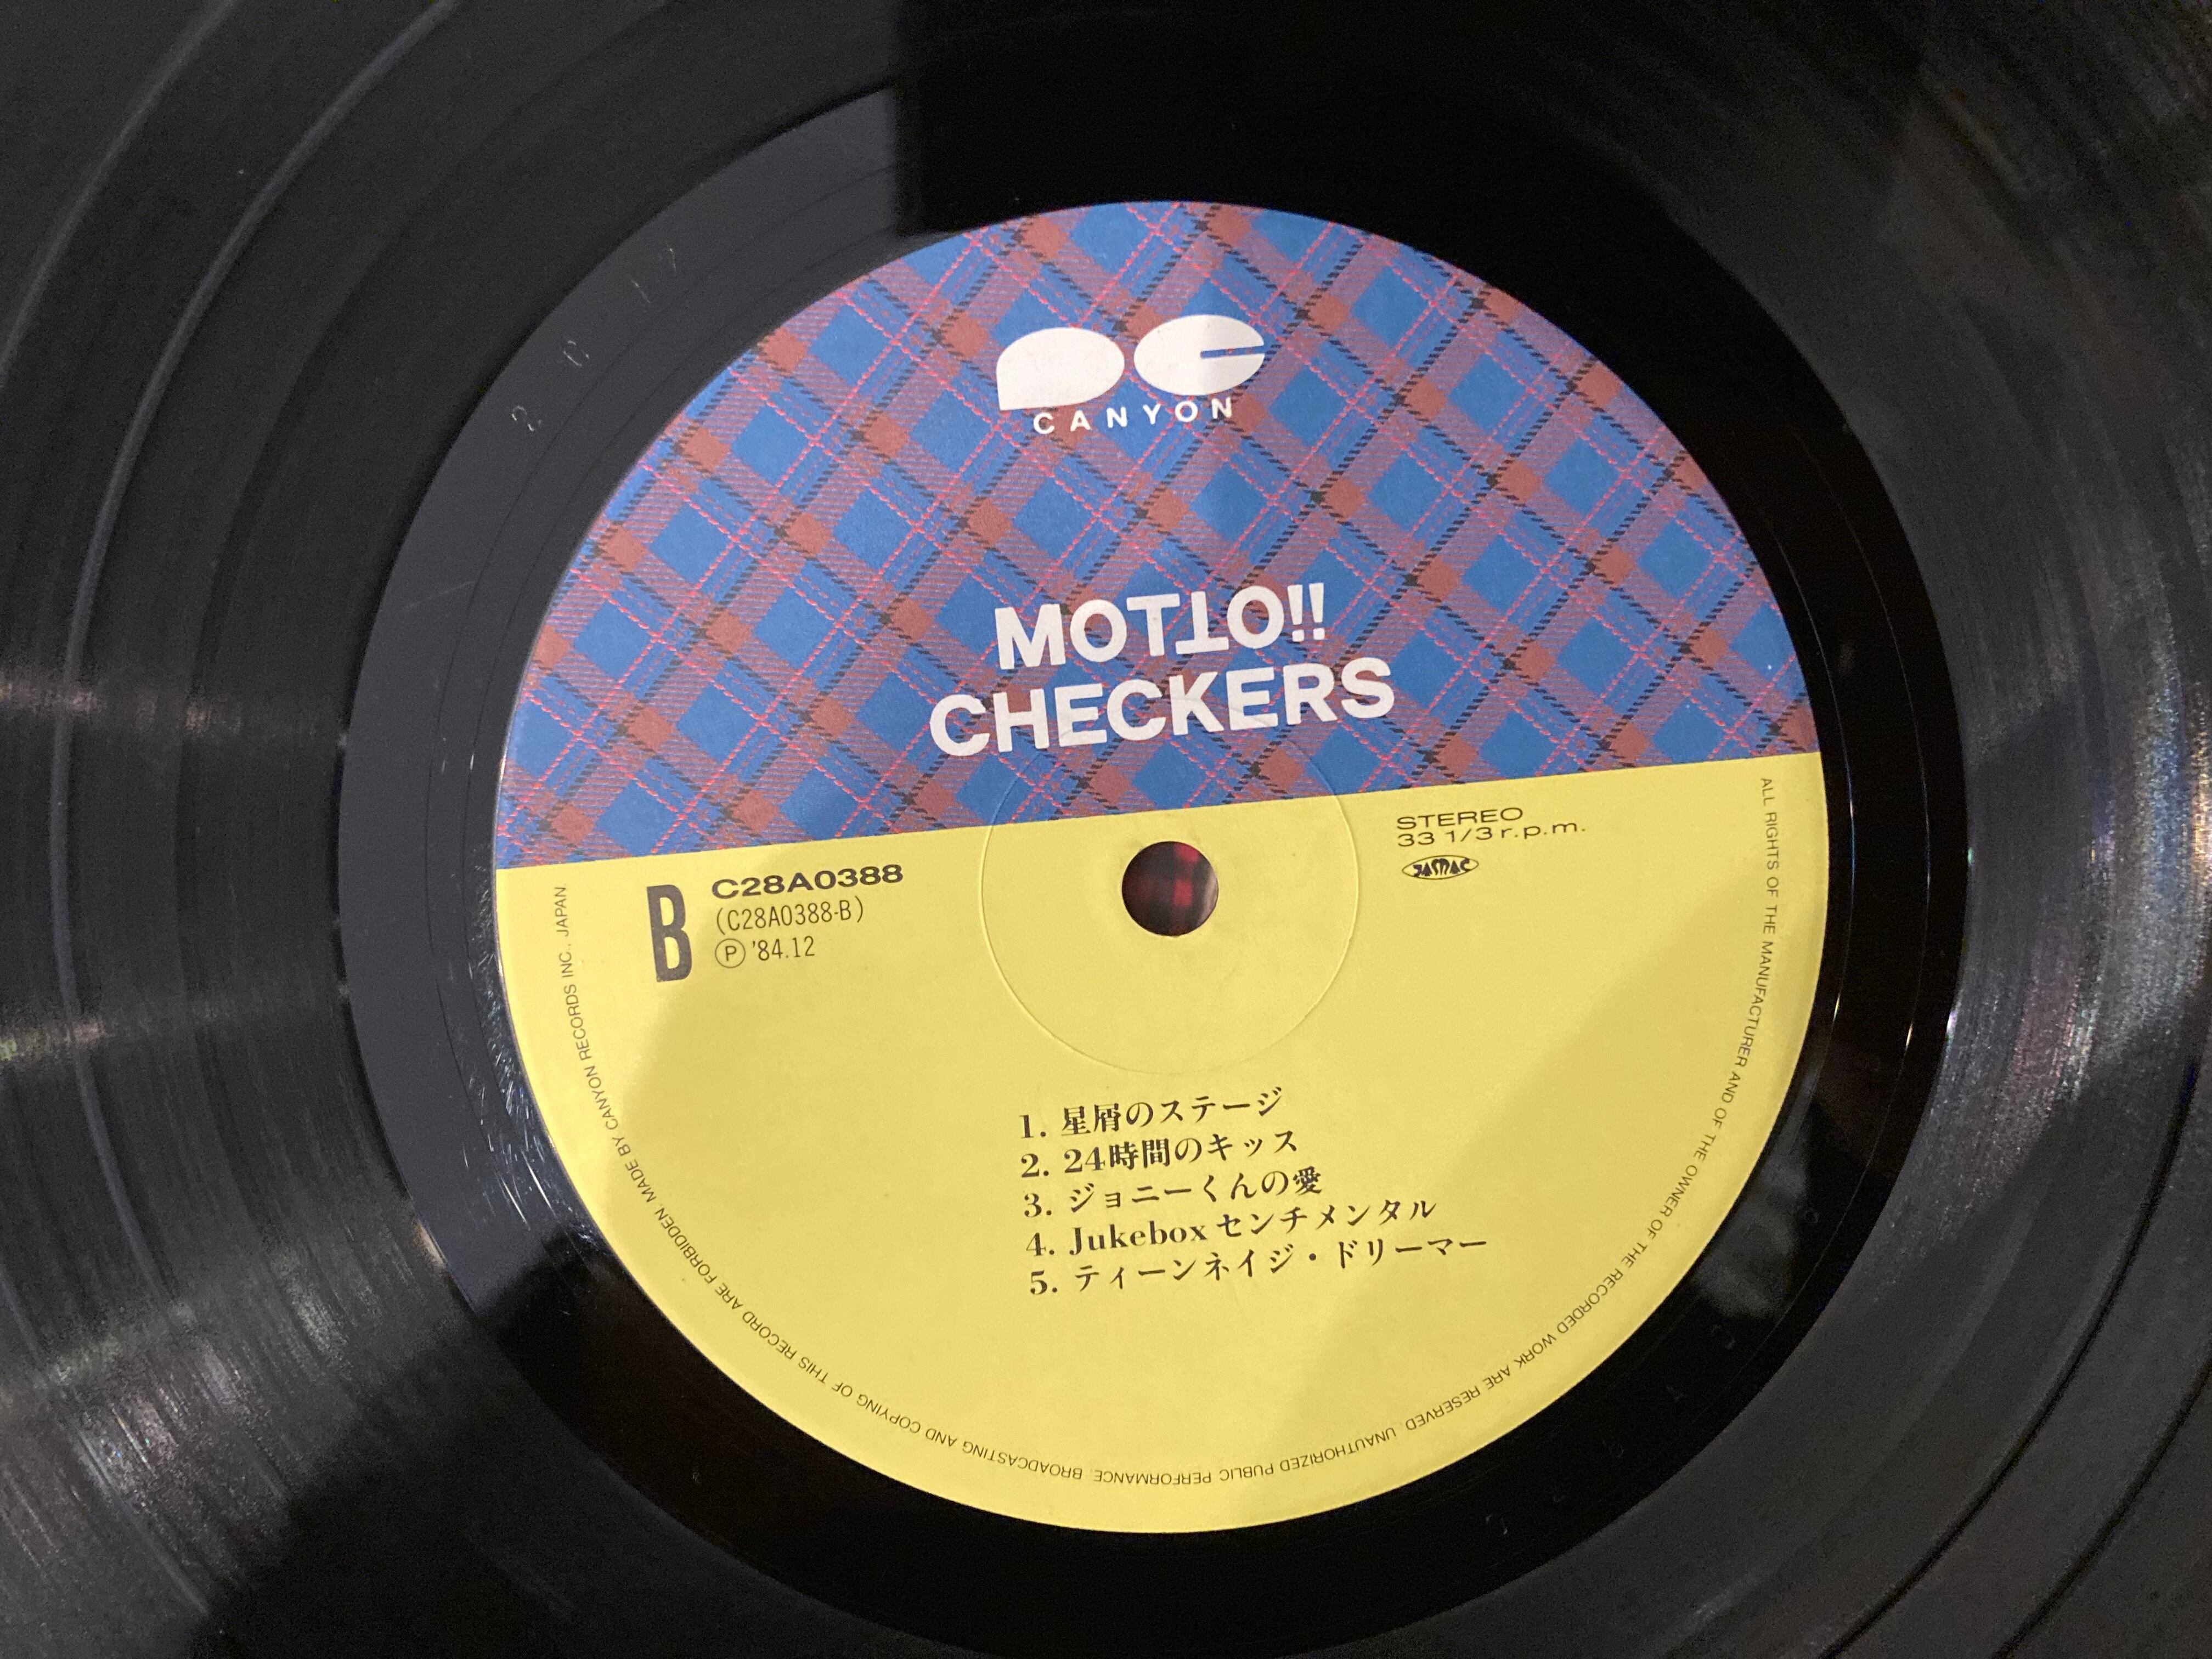 CANYON
MOTTO!!
CHECKERS
B
C28A0388
(C28A0388-B)
Ⓟ '84.12
STEREO
33 1/3 r.p.m.
JASRAC
1. 星屑のステージ
2. 24時間のキッス
3. ジョニーくんの愛
4. Jukebox センチメンタル
5. ティーンネイジ・ドリーマー
ALL RIGHTS OF THE MANUFACTURER AND OF THE OWNER OF THE RECORDED WORK ARE RESERVED. UNAUTHORIZED PUBLIC PERFORMANCE. BROADCASTING AND COPYING OF THIS RECORD ARE FORBIDDEN. MADE BY CANYON RECORDS INC., JAPAN.